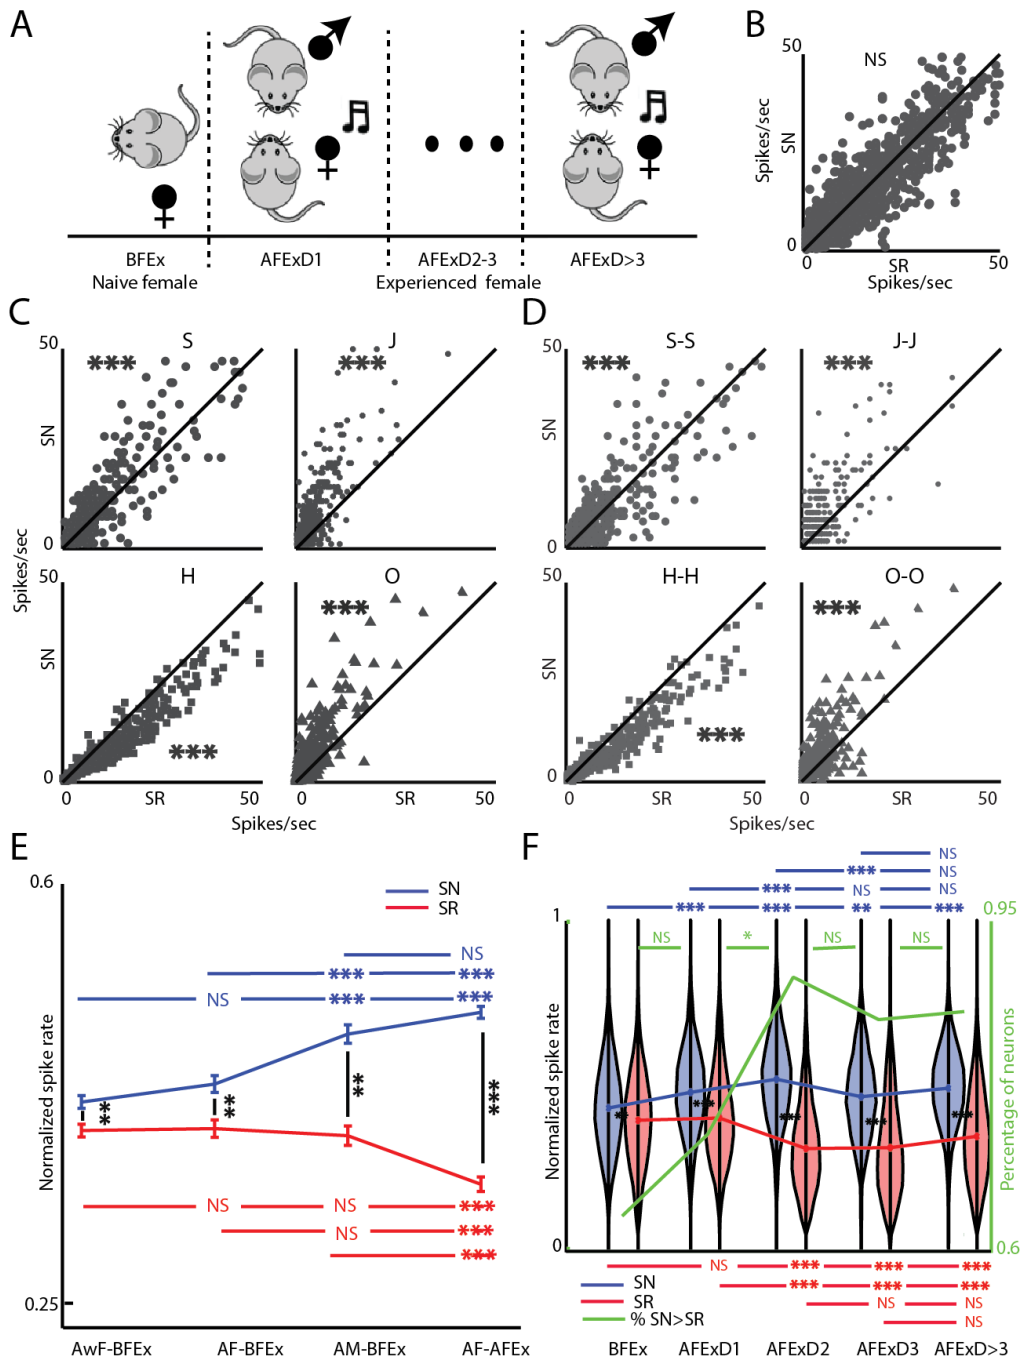 A
BFEx
AFExD1
AFExD2-3
AFExD>3
Naive female
Experienced female
B
50
NS
Spikes/sec
SN
0
0
SR
50
Spikes/sec
C
S
J
50
***
***
SN
0
Spikes/sec
H
O
50
***
SN
***
0
0
SR
50
0
SR
50
Spikes/sec
D
S-S
J-J
50
***
***
SN
0
H-H
O-O
50
***
SN
***
0
0
SR
50
0
SR
50
Spikes/sec
E
0.6
SN
SR
NS
***
***
NS
***
***
Normalized spike rate
**
**
**
***
NS
NS
***
NS
***
***
0.25
AwF-BFEx
AF-BFEx
AM-BFEx
AF-AFEx
F
NS
***
NS
***
NS
NS
***
***
**
***
0.95
1
NS
*
NS
NS
Normalized spike rate
Percentage of neurons
**
***
***
***
***
0
0.6
NS
***
***
***
***
***
***
NS
NS
NS
SN
SR
% SN>SR
BFEx
AFExD1
AFExD2
AFExD3
AFExD>3